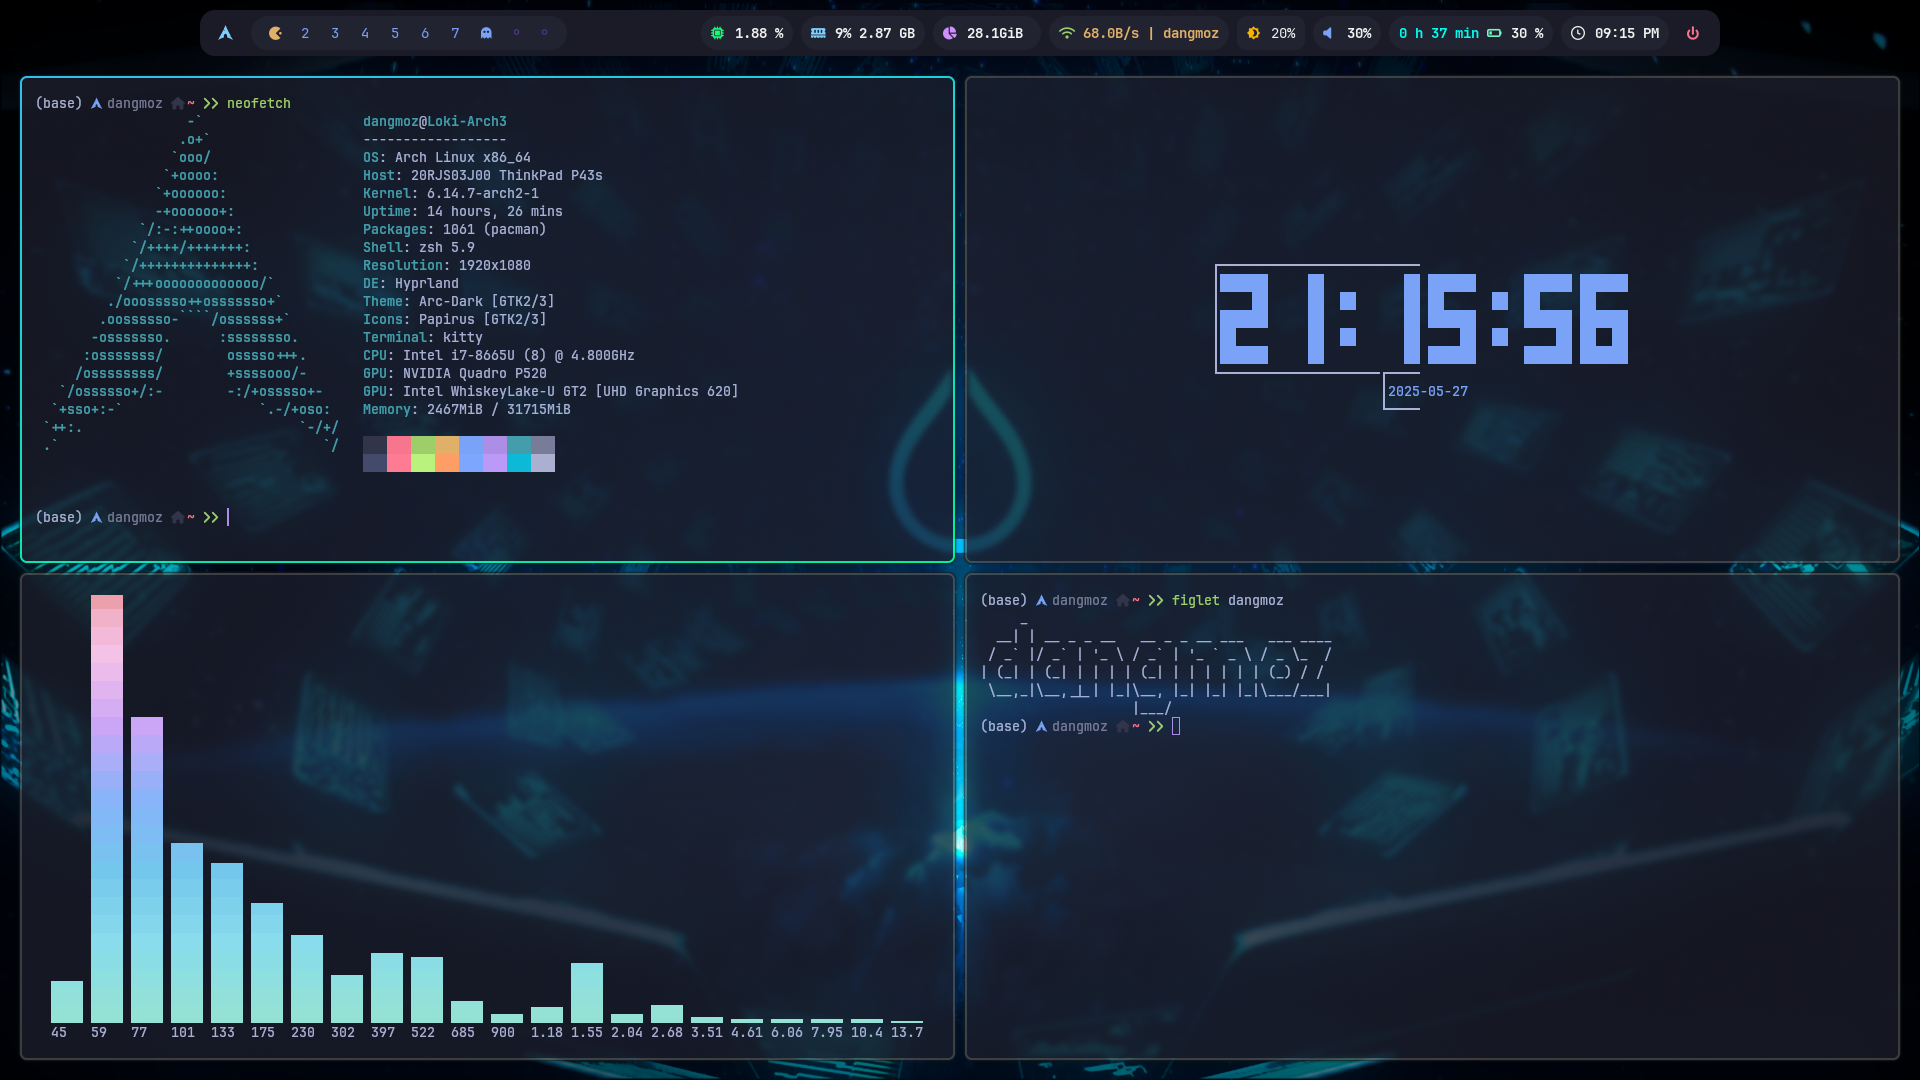 2 3 4 5 6 7 1.88 % 9% 2.87 GB 28.1GiB 68.0B/s | dangmoz 20% 30% 0 h 37 min 30 % 09:15 PM
(base) dangmoz ~ neofetch
dangmoz@Loki-Arch3
------------------
OS: Arch Linux x86_64
Host: 20RJS03J00 ThinkPad P43s
Kernel: 6.14.7-arch2-1
Uptime: 14 hours, 26 mins
Packages: 1061 (pacman)
Shell: zsh 5.9
Resolution: 1920x1080
DE: Hyprland
Theme: Arc-Dark [GTK2/3]
Icons: Papirus [GTK2/3]
Terminal: kitty
CPU: Intel i7-8665U (8) @ 4.800GHz
GPU: NVIDIA Quadro P520
GPU: Intel WhiskeyLake-U GT2 [UHD Graphics 620]
Memory: 2467MiB / 31715MiB
(base) dangmoz ~
21:15:56
2025-05-27
45 59 77 101 133 175 230 302 397 522 685 900 1.18 1.55 2.04 2.68 3.51 4.61 6.06 7.95 10.4 13.7
(base) dangmoz ~ figlet dangmoz
dangmoz
(base) dangmoz ~